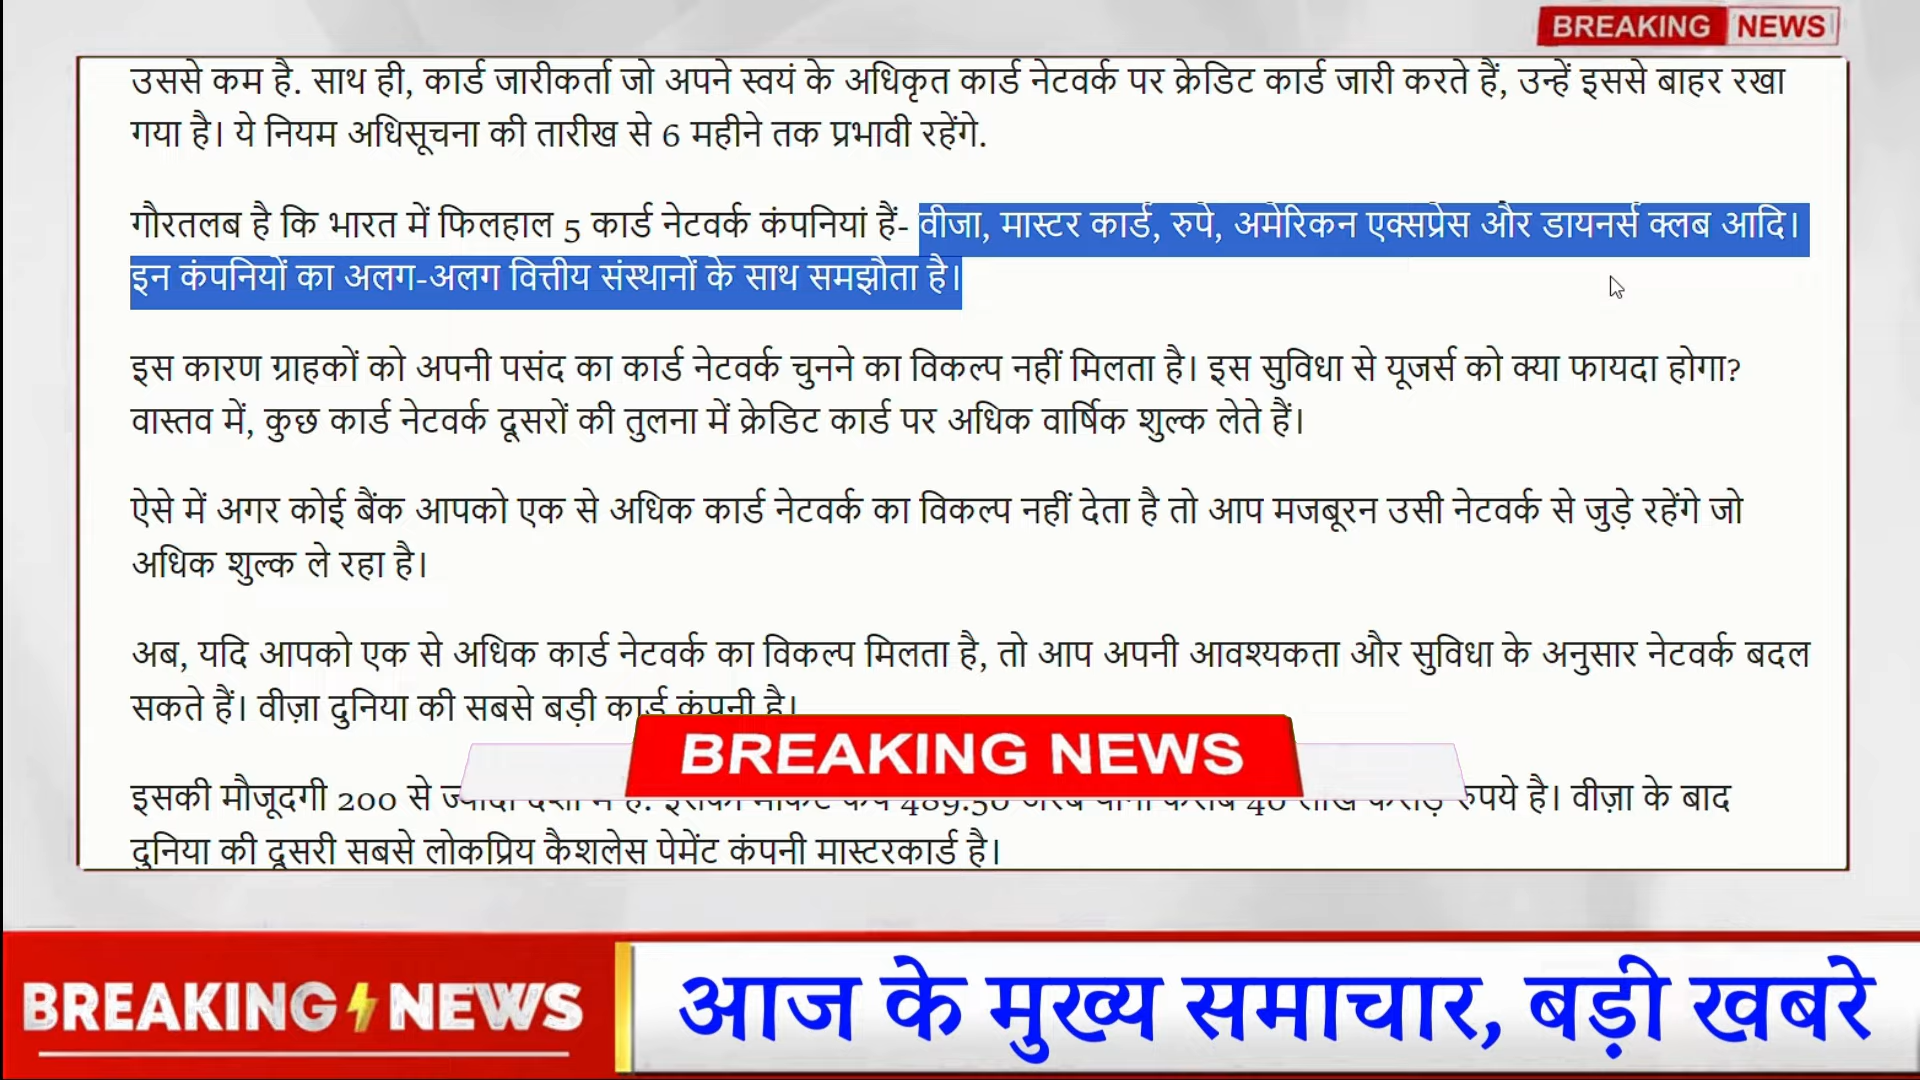 BREAKING NEWS
उससे कम है. साथ ही, कार्ड जारीकर्ता जो अपने स्वयं के अधिकृत कार्ड नेटवर्क पर क्रेडिट कार्ड जारी करते हैं, उन्हें इससे बाहर रखा
गया है। ये नियम अधिसूचना की तारीख से 6 महीने तक प्रभावी रहेंगे.
गौरतलब है कि भारत में फिलहाल 5 कार्ड नेटवर्क कंपनियां हैं- वीजा, मास्टर कार्ड, रुपे, अमेरिकन एक्सप्रेस और डायनर्स क्लब आदि।
इन कंपनियों का अलग-अलग वित्तीय संस्थानों के साथ समझौता है।
इस कारण ग्राहकों को अपनी पसंद का कार्ड नेटवर्क चुनने का विकल्प नहीं मिलता है। इस सुविधा से यूजर्स को क्या फायदा होगा?
वास्तव में, कुछ कार्ड नेटवर्क दूसरों की तुलना में क्रेडिट कार्ड पर अधिक वार्षिक शुल्क लेते हैं।
ऐसे में अगर कोई बैंक आपको एक से अधिक कार्ड नेटवर्क का विकल्प नहीं देता है तो आप मजबूरन उसी नेटवर्क से जुड़े रहेंगे जो
अधिक शुल्क ले रहा है।
अब, यदि आपको एक से अधिक कार्ड नेटवर्क का विकल्प मिलता है, तो आप अपनी आवश्यकता और सुविधा के अनुसार नेटवर्क बदल
सकते हैं। वीज़ा दुनिया की सबसे बड़ी कार्ड कंपनी है।
BREAKING NEWS
इसकी मौजूदगी 200 से रुपये है। वीज़ा के बाद
दुनिया की दूसरी सबसे लोकप्रिय कैशलेस पेमेंट कंपनी मास्टरकार्ड है।
BREAKING NEWS
आज के मुख्य समाचार, बड़ी खबरे